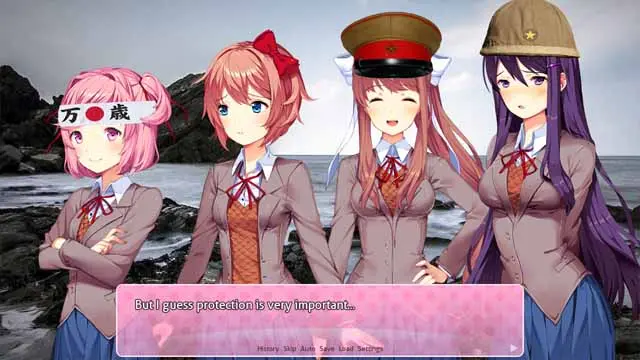 万 歳
But I guess protection is very important...
History Skip Auto Save Load Settings